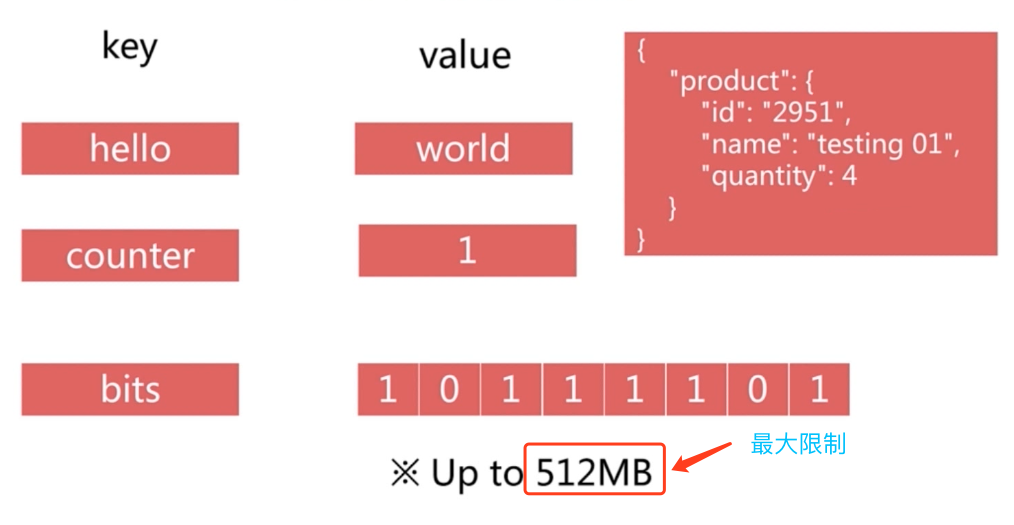 key
value
hello
world
counter
1
{
"product": {
"id": "2951",
"name": "testing 01",
"quantity": 4
}
}
bits
1 0 1 1 1 1 0 1
※ Up to 512MB
最大限制